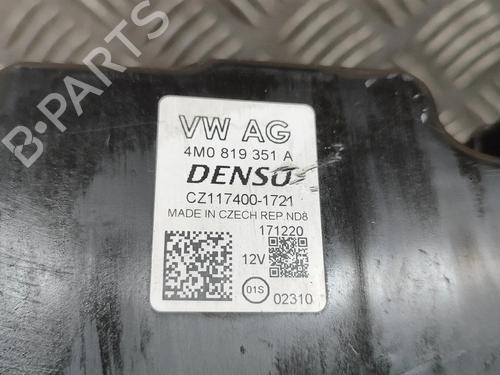 VW AG
4M0 819 351 A
DENSO
CZ117400-1721
MADE IN CZECH REP. ND8
171220
12V
01S
02310
B-PARTS